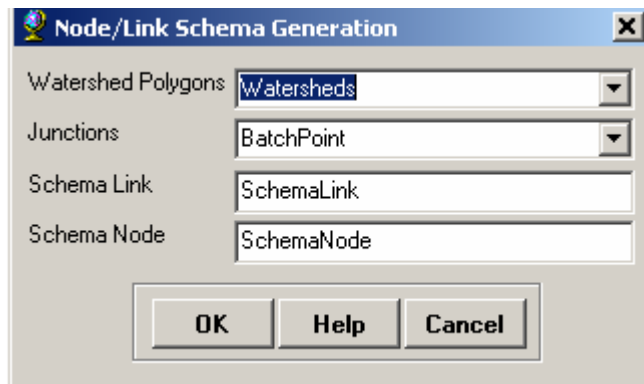 Node/Link Schema Generation
Watershed Polygons Watersheds
Junctions BatchPoint
Schema Link SchemaLink
Schema Node SchemaNode
OK Help Cancel